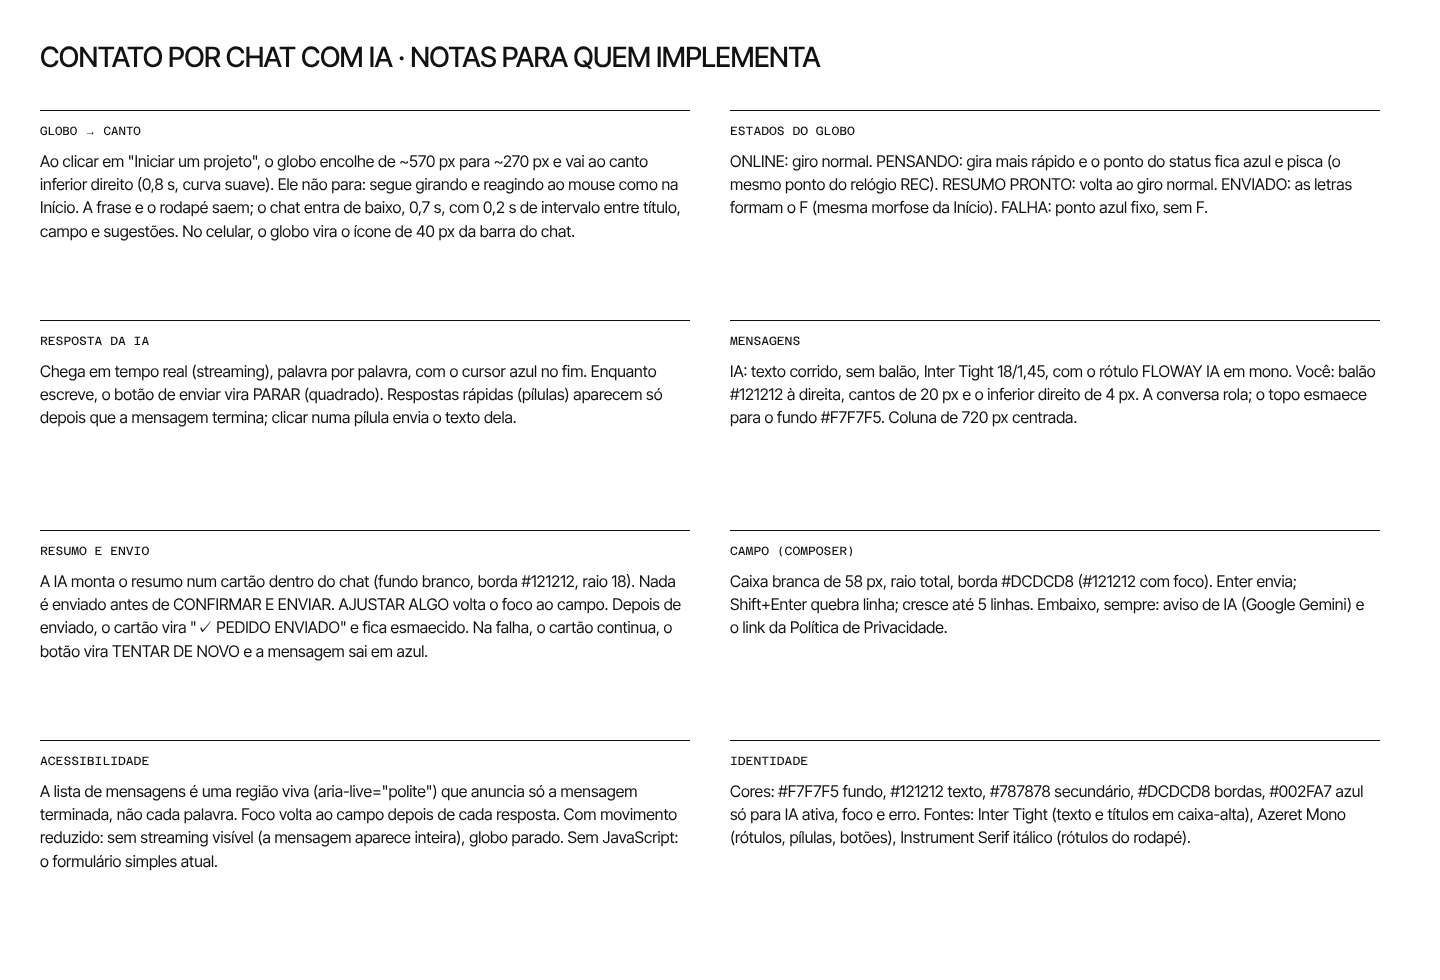 CONTATO POR CHAT COM IA · NOTAS PARA QUEM IMPLEMENTA
GLOBO → CANTO
Ao clicar em "Iniciar um projeto", o globo encolhe de ~570 px para ~270 px e vai ao canto
inferior direito (0,8 s, curva suave). Ele não para: segue girando e reagindo ao mouse como na
Início. A frase e o rodapé saem; o chat entra de baixo, 0,7 s, com 0,2 s de intervalo entre título,
campo e sugestões. No celular, o globo vira o ícone de 40 px da barra do chat.
ESTADOS DO GLOBO
ONLINE: giro normal. PENSANDO: gira mais rápido e o ponto do status fica azul e pisca (o
mesmo ponto do relógio REC). RESUMO PRONTO: volta ao giro normal. ENVIADO: as letras
formam o F (mesma morfose da Início). FALHA: ponto azul fixo, sem F.
RESPOSTA DA IA
Chega em tempo real (streaming), palavra por palavra, com o cursor azul no fim. Enquanto
escreve, o botão de enviar vira PARAR (quadrado). Respostas rápidas (pílulas) aparecem só
depois que a mensagem termina; clicar numa pílula envia o texto dela.
MENSAGENS
IA: texto corrido, sem balão, Inter Tight 18/1,45, com o rótulo FLOWAY IA em mono. Você: balão
#121212 à direita, cantos de 20 px e o inferior direito de 4 px. A conversa rola; o topo esmaece
para o fundo #F7F7F5. Coluna de 720 px centrada.
RESUMO E ENVIO
A IA monta o resumo num cartão dentro do chat (fundo branco, borda #121212, raio 18). Nada
é enviado antes de CONFIRMAR E ENVIAR. AJUSTAR ALGO volta o foco ao campo. Depois de
enviado, o cartão vira "✓ PEDIDO ENVIADO" e fica esmaecido. Na falha, o cartão continua, o
botão vira TENTAR DE NOVO e a mensagem sai em azul.
CAMPO (COMPOSER)
Caixa branca de 58 px, raio total, borda #DCDCD8 (#121212 com foco). Enter envia;
Shift+Enter quebra linha; cresce até 5 linhas. Embaixo, sempre: aviso de IA (Google Gemini) e
o link da Política de Privacidade.
ACESSIBILIDADE
A lista de mensagens é uma região viva (aria-live="polite") que anuncia só a mensagem
terminada, não cada palavra. Foco volta ao campo depois de cada resposta. Com movimento
reduzido: sem streaming visível (a mensagem aparece inteira), globo parado. Sem JavaScript:
o formulário simples atual.
IDENTIDADE
Cores: #F7F7F5 fundo, #121212 texto, #787878 secundário, #DCDCD8 bordas, #002FA7 azul
só para IA ativa, foco e erro. Fontes: Inter Tight (texto e títulos em caixa-alta), Azeret Mono
(rótulos, pílulas, botões), Instrument Serif itálico (rótulos do rodapé).